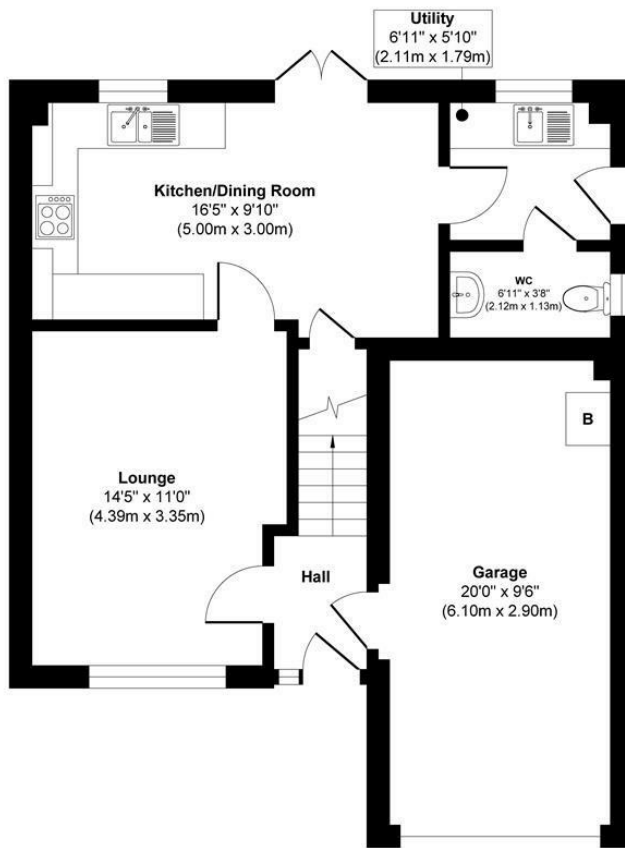 Utility
6'11" x 5'10"
(2.11m x 1.79m)
Kitchen/Dining Room
16'5" x 9'10"
(5.00m x 3.00m)
WC
6'11" x 3'8"
(2.12m x 1.13m)
B
Lounge
14'5" x 11'0"
(4.39m x 3.35m)
Hall
Garage
20'0" x 9'6"
(6.10m x 2.90m)